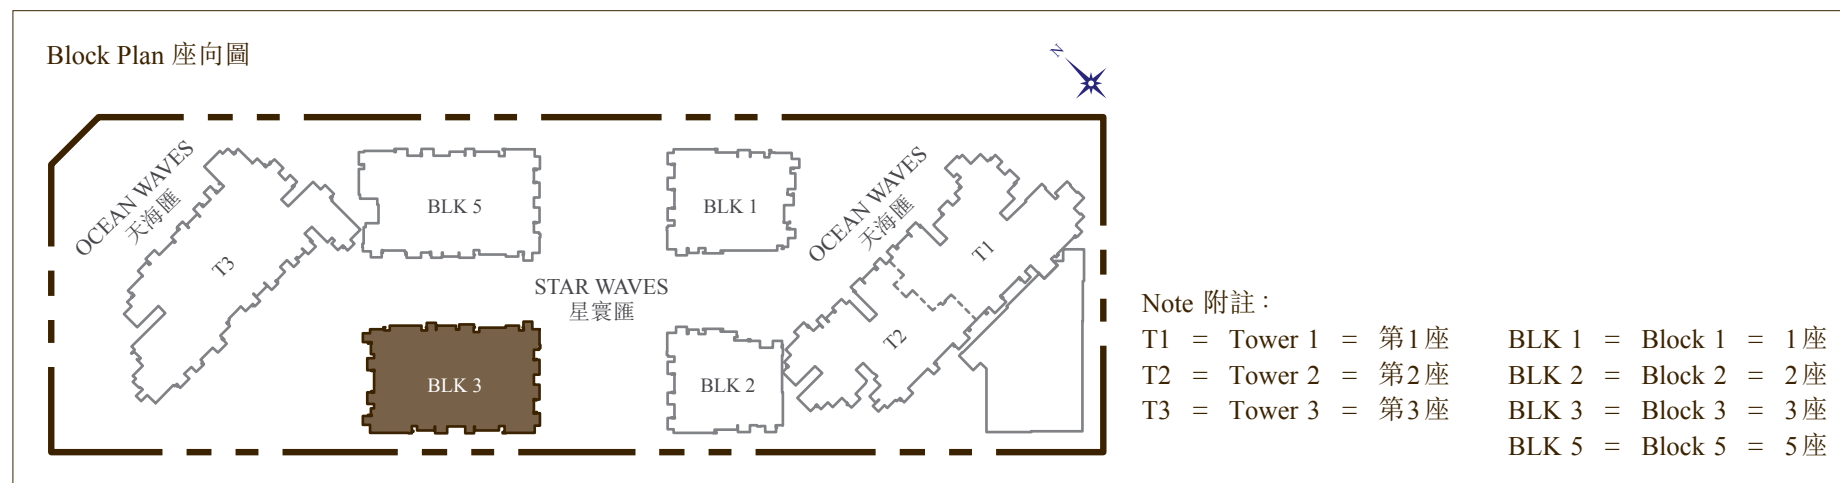 Block Plan 座向圖
N
OCEAN WAVES
天海匯
T3
BLK 5
BLK 1
OCEAN WAVES
天海匯
T1
STAR WAVES
星寰匯
BLK 3
BLK 2
T2
Note 附註：
T1 = Tower 1 = 第1座 BLK 1 = Block 1 = 1座
T2 = Tower 2 = 第2座 BLK 2 = Block 2 = 2座
T3 = Tower 3 = 第3座 BLK 3 = Block 3 = 3座
BLK 5 = Block 5 = 5座